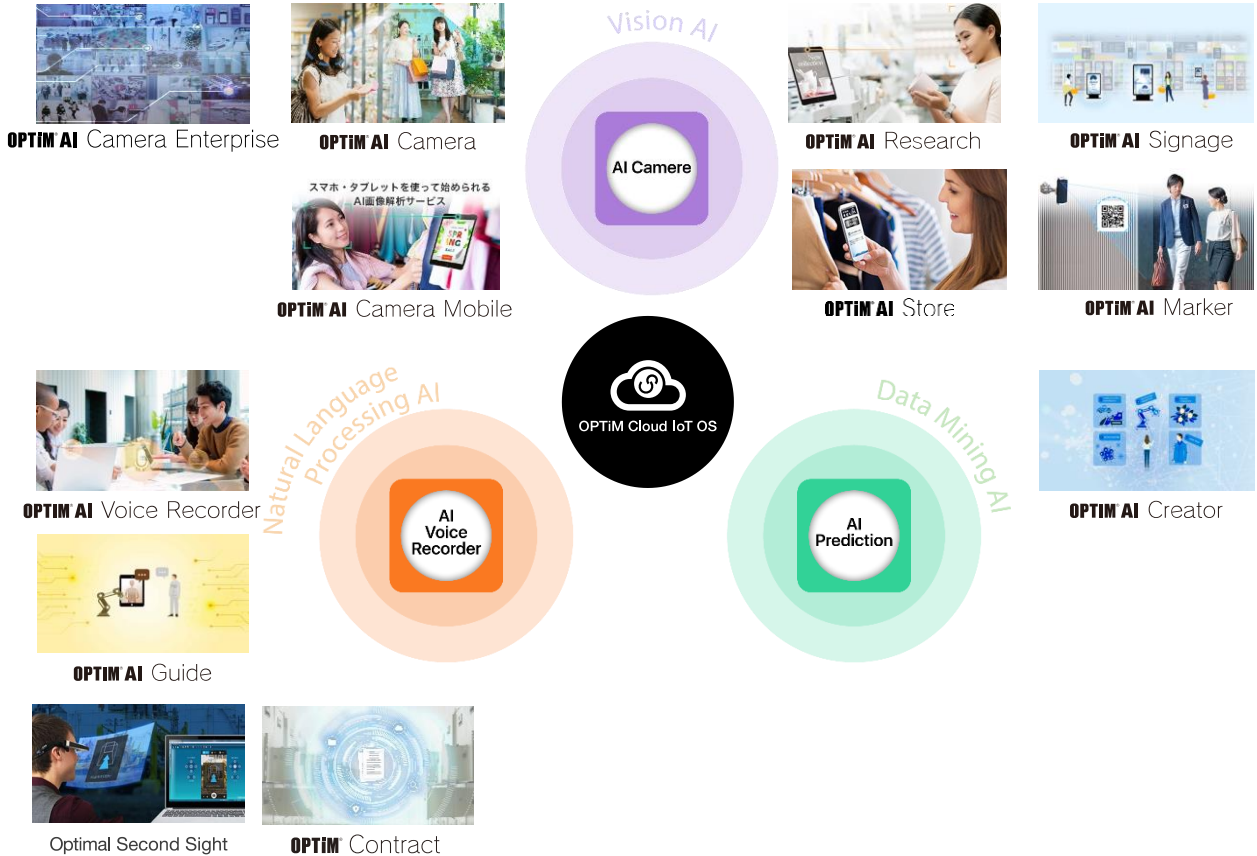 Vision AI
AI Camere
OPTiM AI Camera Enterprise
OPTiM AI Camera
OPTiM AI Research
OPTiM AI Signage
スマホ・タブレットを使って始められる
AI画像解析サービス
SPR
ING
OPTiM AI Camera Mobile
OPTiM AI Store
OPTiM AI Marker
OPTiM Cloud IoT OS
Natural Language
Processing AI
AI
Voice
Recorder
Data Mining AI
AI
Prediction
OPTiM AI Voice Recorder
OPTiM AI Creator
OPTiM AI Guide
Optimal Second Sight
OPTiM Contract